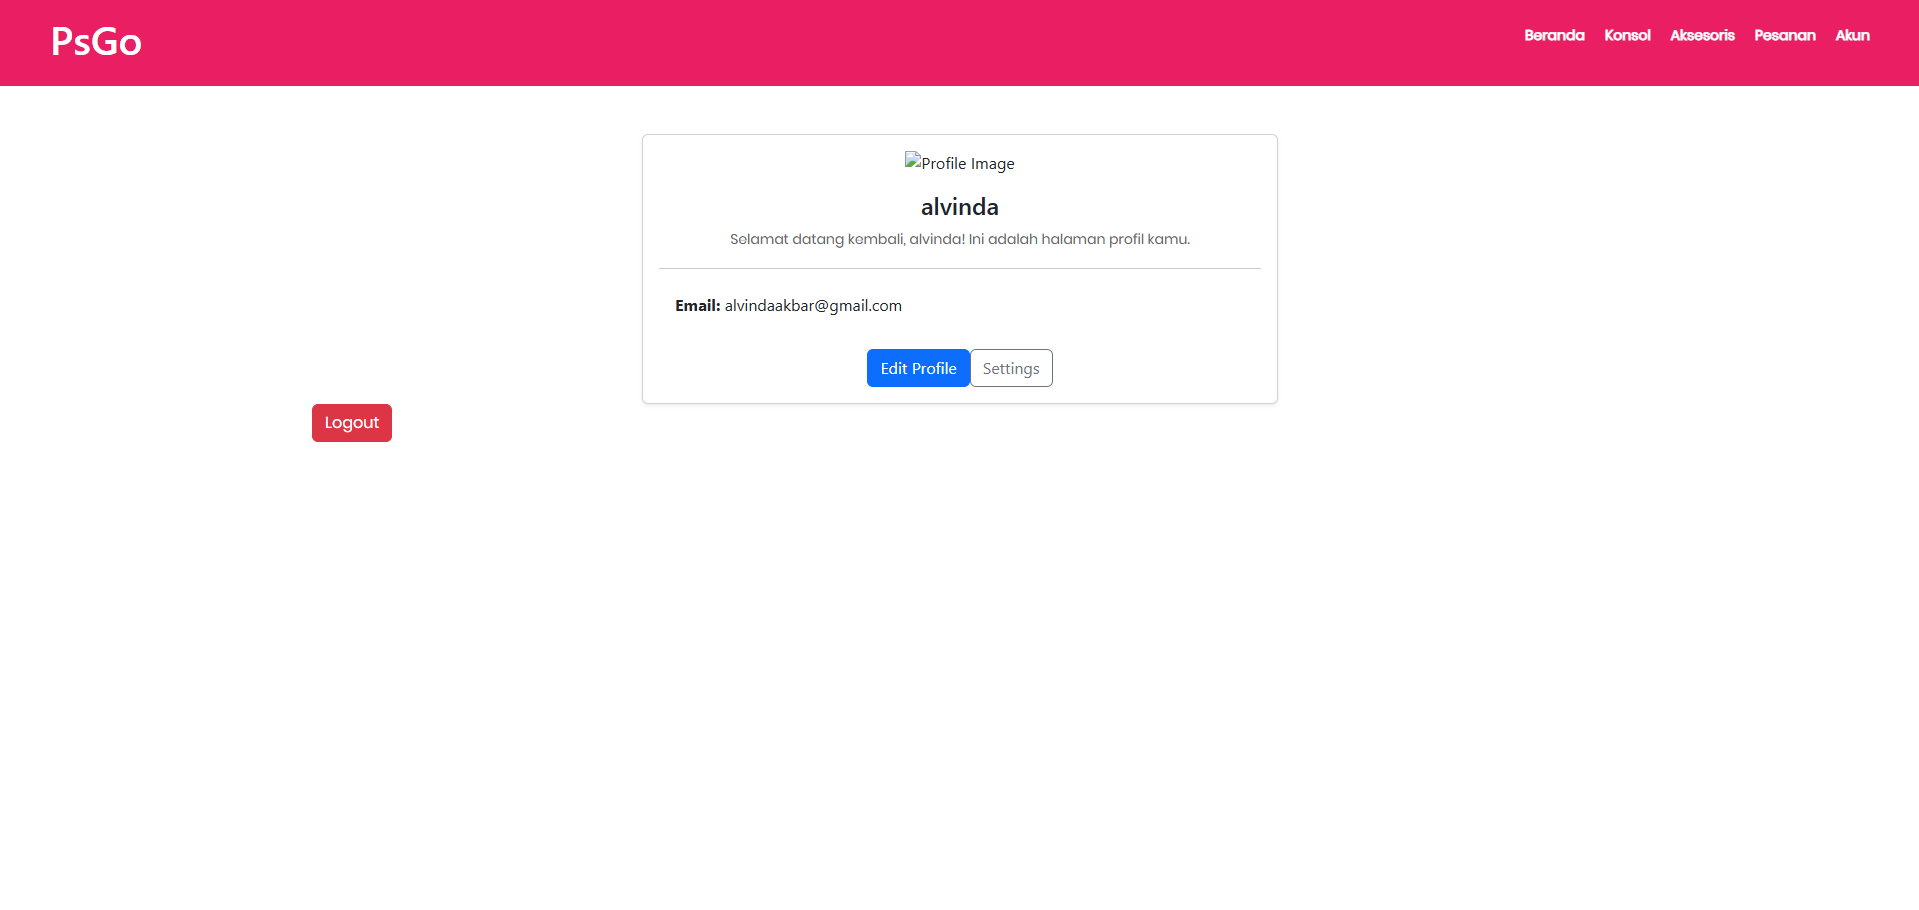 PsGo
Beranda Konsol Aksesoris Pesanan Akun
Profile Image
alvinda
Selamat datang kembali, alvinda! Ini adalah halaman profil kamu.
Email: alvindaakbar@gmail.com
Edit Profile Settings
Logout